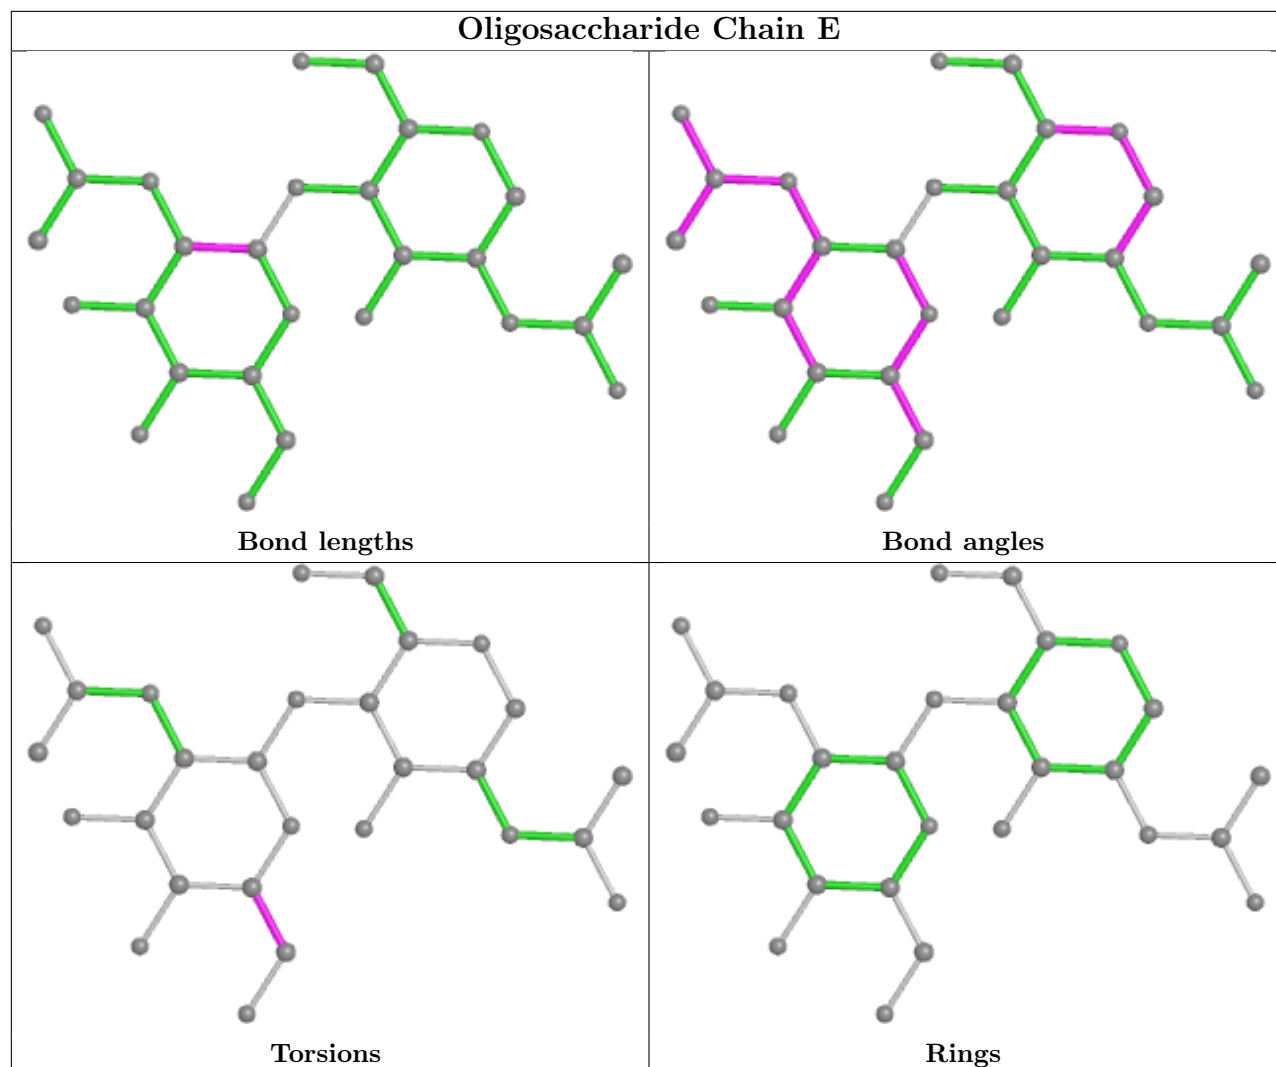 Oligosaccharide Chain E
Bond lengths
Bond angles
Torsions
Rings